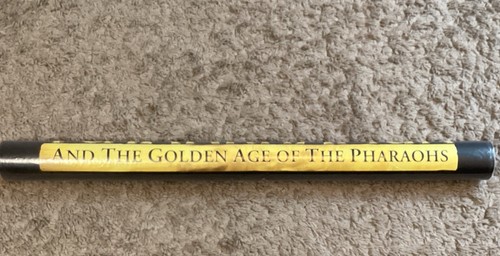 AND THE GOLDEN AGE OF THE PHARAOHS